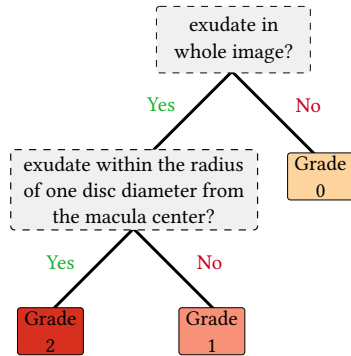 exudate in
whole image?
Yes
No
exudate within the radius
of one disc diameter from
the macula center?
Grade
0
Yes
No
Grade
2
Grade
1